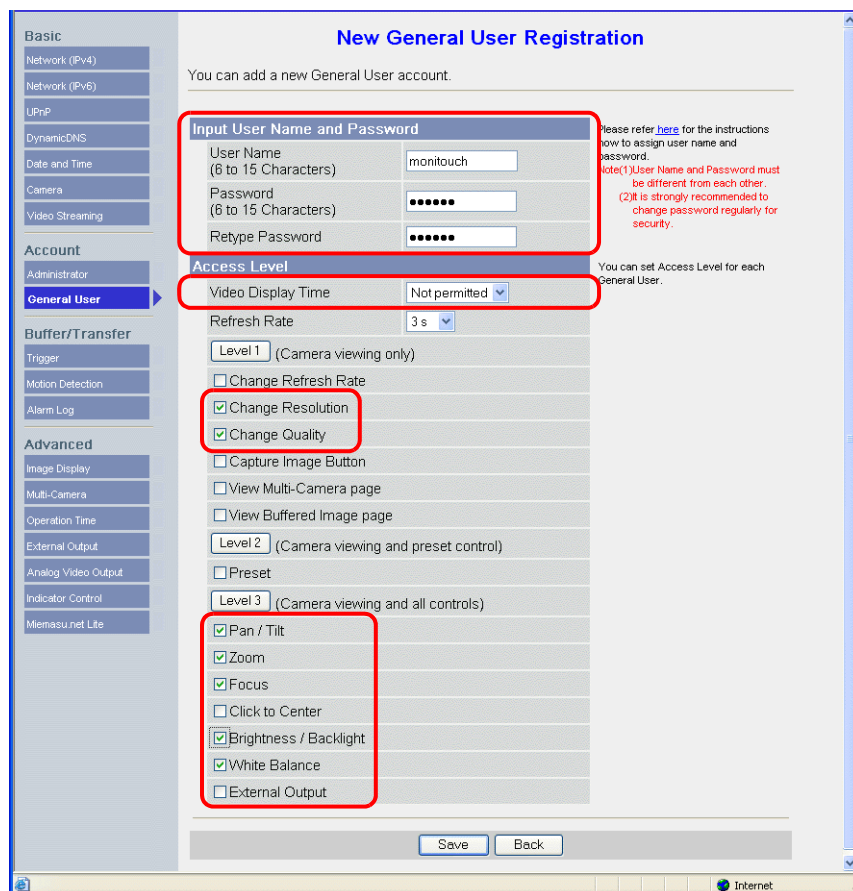 Basic
Network (IPv4)
Network (IPv6)
UPnP
DynamicDNS
Date and Time
Camera
Video Streaming
Account
Administrator
General User
Buffer/Transfer
Trigger
Motion Detection
Alarm Log
Advanced
Image Display
Multi-Camera
Operation Time
External Output
Analog Video Output
Indicator Control
Miemasu.net Lite
New General User Registration
You can add a new General User account.
Input User Name and Password
User Name
(6 to 15 Characters)
monitouch
Password
(6 to 15 Characters)
••••••
Retype Password
••••••
Please refer here for the instructions
how to assign user name and
password.
Note(1)User Name and Password must
be different from each other.
(2)It is strongly recommended to
change password regularly for
security.
Access Level
You can set Access Level for each
General User.
Video Display Time
Not permitted
Refresh Rate
3 s
Level 1 (Camera viewing only)
Change Refresh Rate
Change Resolution
Change Quality
Capture Image Button
View Multi-Camera page
View Buffered Image page
Level 2 (Camera viewing and preset control)
Preset
Level 3 (Camera viewing and all controls)
Pan / Tilt
Zoom
Focus
Click to Center
Brightness / Backlight
White Balance
External Output
Save
Back
Internet